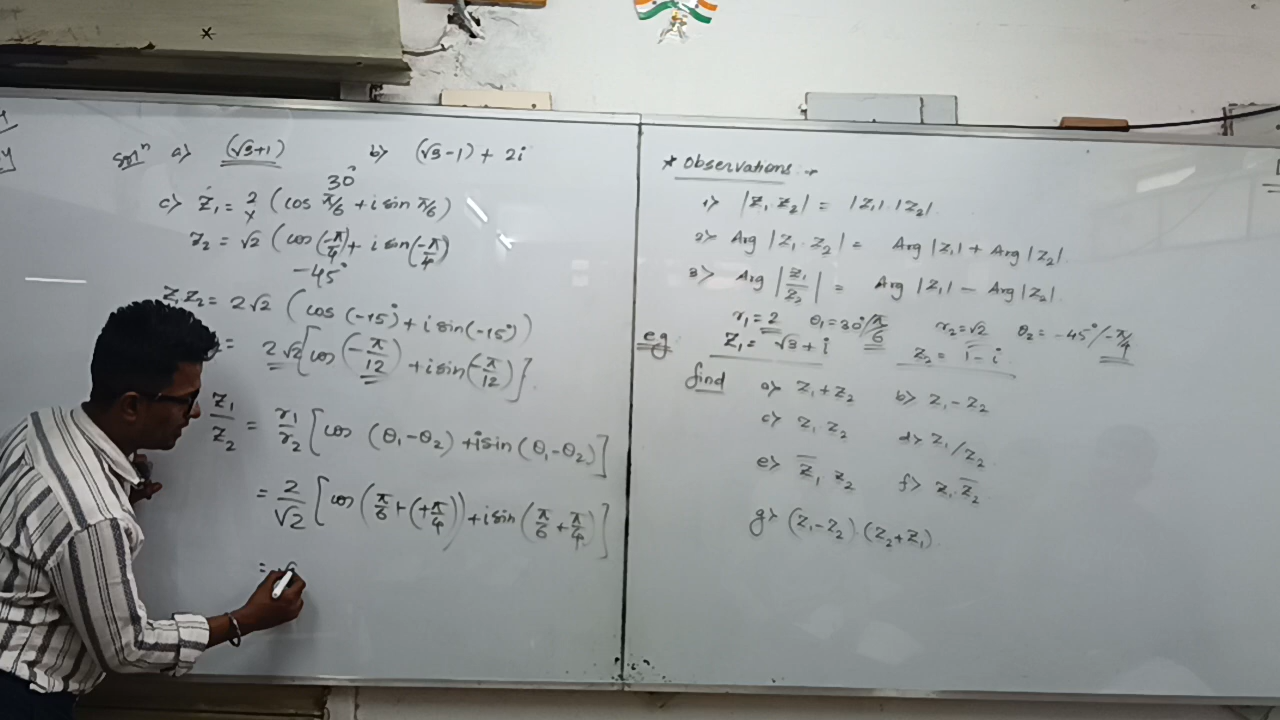 Solⁿ a> (√3+1) b> (√3-1) + 2i
30°
c> Z₁ = 2 (cos π/6 + i sin π/6)
Z₂ = √2 (cos(-π/4) + i sin(-π/4)
-45°
Z₁Z₂ = 2√2 (cos (-15°) + i sin(-15°))
= 2√2[cos (-π/12) + i sin(-π/12)].
Z₁/Z₂ = r₁/r₂ [cos (θ₁-θ₂) + i sin (θ₁-θ₂)]
= 2/√2 [cos (π/6 + (+π/4)) + i sin (π/6 + π/4)]
= √
* Observations :-
1> |Z₁ Z₂| = |Z₁| |Z₂|
2> Arg |Z₁ · Z₂| = Arg |Z₁| + Arg |Z₂|.
3> Arg |Z₁/Z₂| = Arg |Z₁| - Arg |Z₂|.
r₁ = 2 θ₁ = 30°/π/6 r₂ = √2 θ₂ = -45°/-π/4
eg Z₁ = √3 + i Z₂ = 1 - i
find a> Z₁ + Z₂ b> Z₁ - Z₂
c> Z₁ Z₂ d> Z₁/Z₂
e> Z̅₁ Z₂ f> Z₁ Z̅₂
g> (Z₁-Z₂) (Z₂+Z₁)